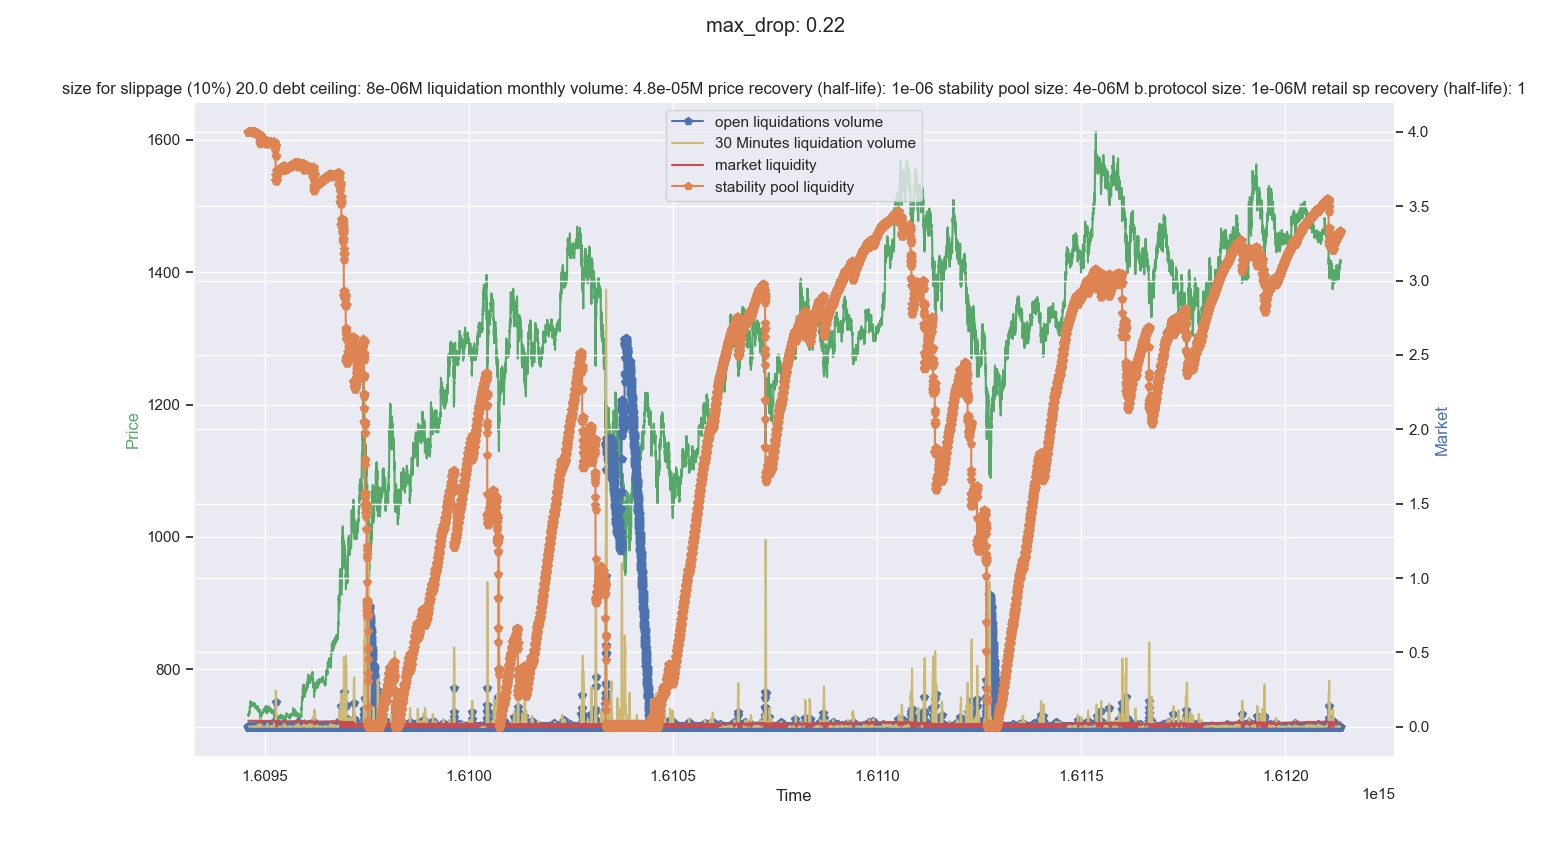 max_drop: 0.22
size for slippage (10%) 20.0 debt ceiling: 8e-06M liquidation monthly volume: 4.8e-05M price recovery (half-life): 1e-06 stability pool size: 4e-06M b.protocol size: 1e-06M retail sp recovery (half-life): 1
open liquidations volume
30 Minutes liquidation volume
market liquidity
stability pool liquidity
1600
1400
1200
1000
800
Price
4.0
3.5
3.0
2.5
2.0
1.5
1.0
0.5
0.0
Market
1.6095 1.6100 1.6105 1.6110 1.6115 1.6120
Time
1e15